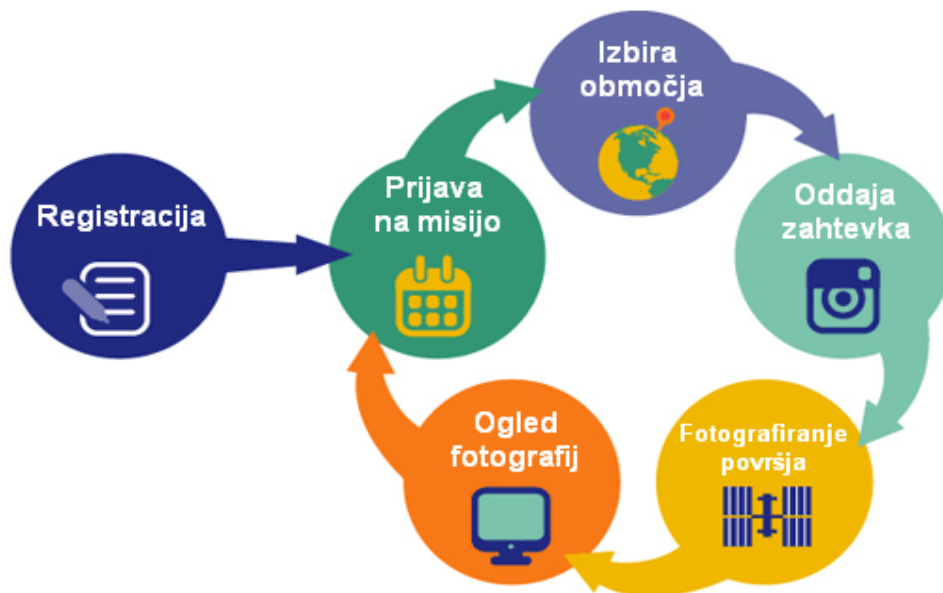 Registracija
Prijava
na misijo
Izbira
območja
Oddaja
zahtevka
Fotografiranje
površja
Ogled
fotografij